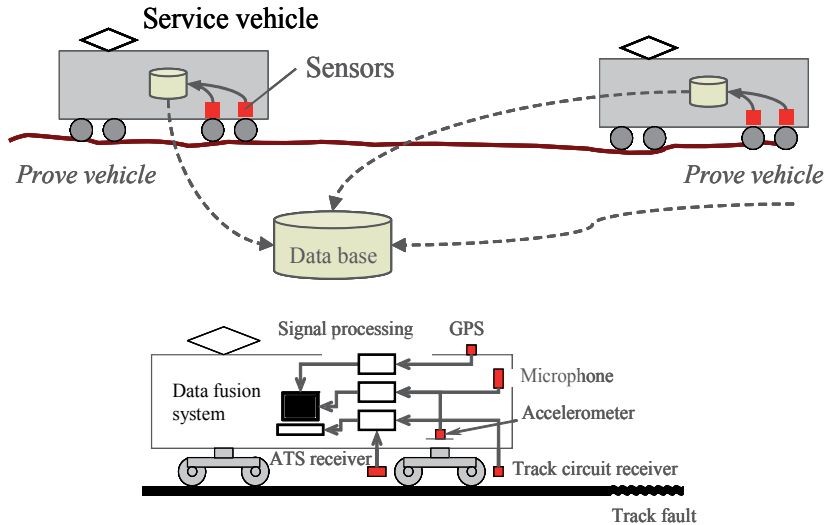 Service vehicle
Sensors
Prove vehicle
Prove vehicle
Data base
Signal processing
GPS
Data fusion
system
Microphone
Accelerometer
ATS receiver
Track circuit receiver
Track fault